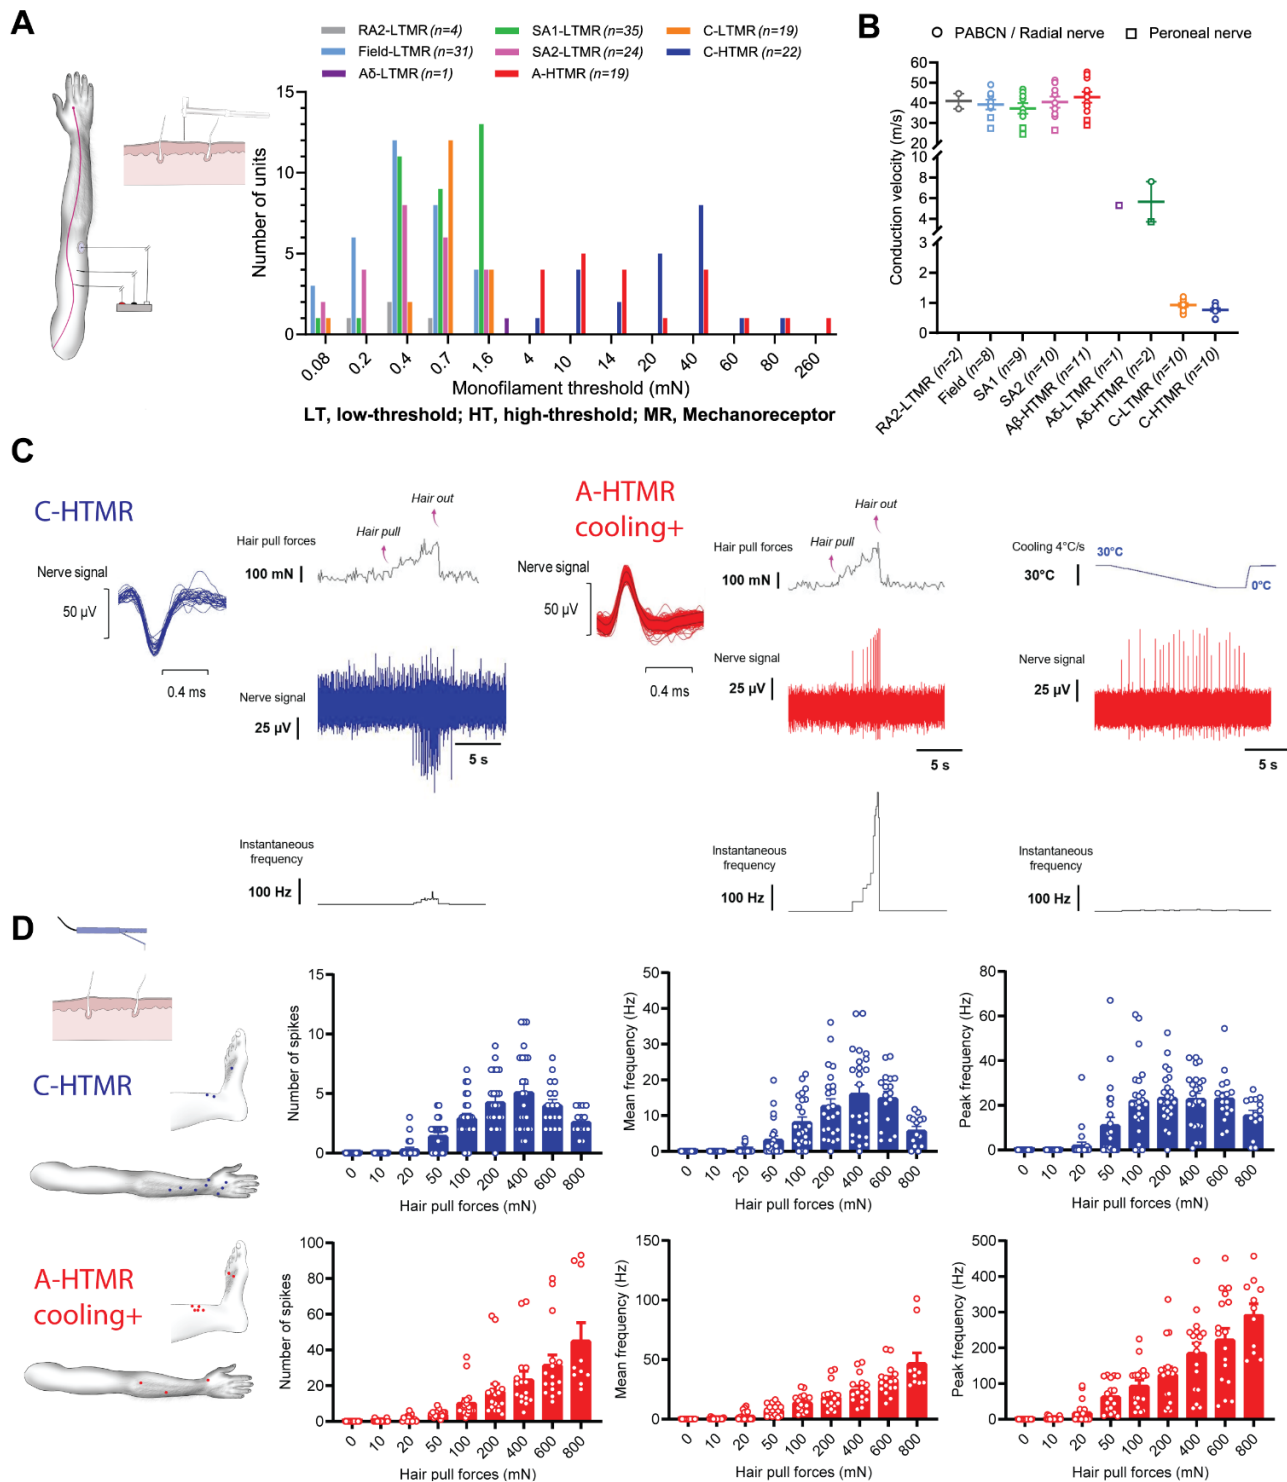 A
RA2-LTMR (n=4)
SA1-LTMR (n=35)
C-LTMR (n=19)
Field-LTMR (n=31)
SA2-LTMR (n=24)
C-HTMR (n=22)
Aδ-LTMR (n=1)
A-HTMR (n=19)
Number of units
15
10
5
0
0.08
0.2
0.4
0.7
1.6
4
10
14
20
40
60
80
260
Monofilament threshold (mN)
LT, low-threshold; HT, high-threshold; MR, Mechanoreceptor
B
PABCN / Radial nerve
Peroneal nerve
Conduction velocity (m/s)
60
50
40
30
20
10
8
6
4
3
2
1
0
RA2-LTMR (n=2)
Field (n=8)
SA1 (n=9)
SA2 (n=10)
Aβ-HTMR (n=11)
Aδ-LTMR (n=1)
Aδ-HTMR (n=2)
C-LTMR (n=10)
C-HTMR (n=10)
C
C-HTMR
Nerve signal
50 µV
0.4 ms
Hair out
Hair pull
Hair pull forces
100 mN
Nerve signal
25 µV
5 s
Instantaneous
frequency
100 Hz
A-HTMR
cooling+
Nerve signal
50 µV
0.4 ms
Hair out
Hair pull
Hair pull forces
100 mN
Nerve signal
25 µV
5 s
Instantaneous
frequency
100 Hz
Cooling 4°C/s
30°C
30°C
0°C
Nerve signal
25 µV
5 s
Instantaneous
frequency
100 Hz
D
C-HTMR
Number of spikes
15
10
5
0
0
10
20
50
100
200
400
600
800
Hair pull forces (mN)
Mean frequency (Hz)
50
40
30
20
10
0
0
10
20
50
100
200
400
600
800
Hair pull forces (mN)
Peak frequency (Hz)
80
60
40
20
0
0
10
20
50
100
200
400
600
800
Hair pull forces (mN)
A-HTMR
cooling+
Number of spikes
100
80
60
40
20
0
0
10
20
50
100
200
400
600
800
Hair pull forces (mN)
Mean frequency (Hz)
150
100
50
0
0
10
20
50
100
200
400
600
800
Hair pull forces (mN)
Peak frequency (Hz)
500
400
300
200
100
0
0
10
20
50
100
200
400
600
800
Hair pull forces (mN)